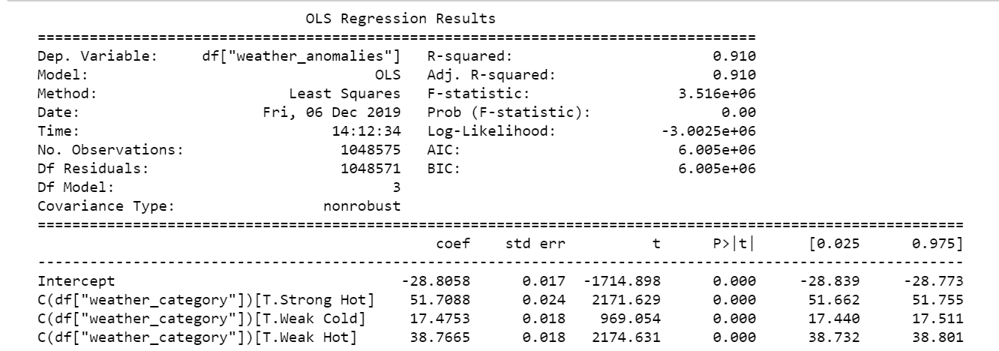 OLS Regression Results
====================================================================================
Dep. Variable: df["weather_anomalies"] R-squared: 0.910
Model: OLS Adj. R-squared: 0.910
Method: Least Squares F-statistic: 3.516e+06
Date: Fri, 06 Dec 2019 Prob (F-statistic): 0.00
Time: 14:12:34 Log-Likelihood: -3.0025e+06
No. Observations: 1048575 AIC: 6.005e+06
Df Residuals: 1048571 BIC: 6.005e+06
Df Model: 3
Covariance Type: nonrobust
===========================================================================================================
coef std err t P>|t| [0.025 0.975]
-----------------------------------------------------------------------------------------------------------
Intercept -28.8058 0.017 -1714.898 0.000 -28.839 -28.773
C(df["weather_category"])[T.Strong Hot] 51.7088 0.024 2171.629 0.000 51.662 51.755
C(df["weather_category"])[T.Weak Cold] 17.4753 0.018 969.054 0.000 17.440 17.511
C(df["weather_category"])[T.Weak Hot] 38.7665 0.018 2174.631 0.000 38.732 38.801